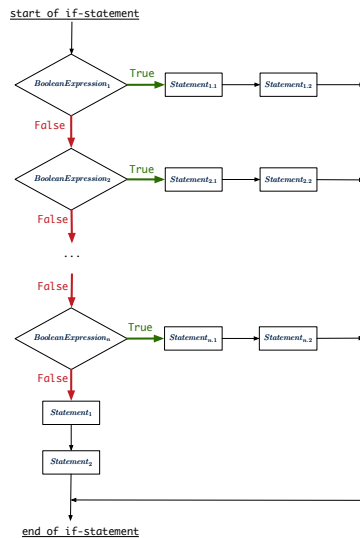 start of if-statement
True
BooleanExpression₁
Statement₁.₁
Statement₁.₂
False
True
BooleanExpression₂
Statement₂.₁
Statement₂.₂
False
...
False
True
BooleanExpressionₙ
Statementₙ.₁
Statementₙ.₂
False
Statement₁
Statement₂
end of if-statement